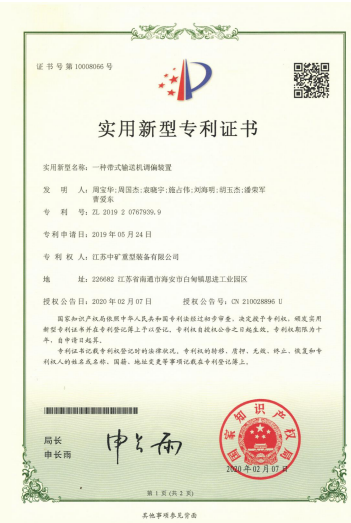 证书号第10008066号
实用新型专利证书
实用新型名称：一种带式输送机调偏装置
发明人：周宝华;周国杰;袁晓宇;施占伟;刘海明;胡玉杰;潘荣军
曹爱东
专利号：ZL 2019 2 0767939.9
专利申请日：2019年05月24日
专利权人：江苏中矿重型装备有限公司
地址：226682 江苏省南通市海安市白甸镇思进工业园区
授权公告日：2020年02月07日 授权公告号：CN 210028896 U
国家知识产权局依照中华人民共和国专利法经过初步审查，决定授予专利权，颁发实用
新型专利证书并在专利登记簿上予以登记。专利权自授权公告之日起生效。专利权期限为十
年，自申请日起算。
专利证书记载专利权登记时的法律状况。专利权的转移、质押、无效、终止、恢复和专
利权人的姓名或名称、国籍、地址变更等事项记载在专利登记簿上。
局长
申长雨
申长雨
国家知识产权局
2020年02月07日
第1页(共2页)
其他事项参见背面